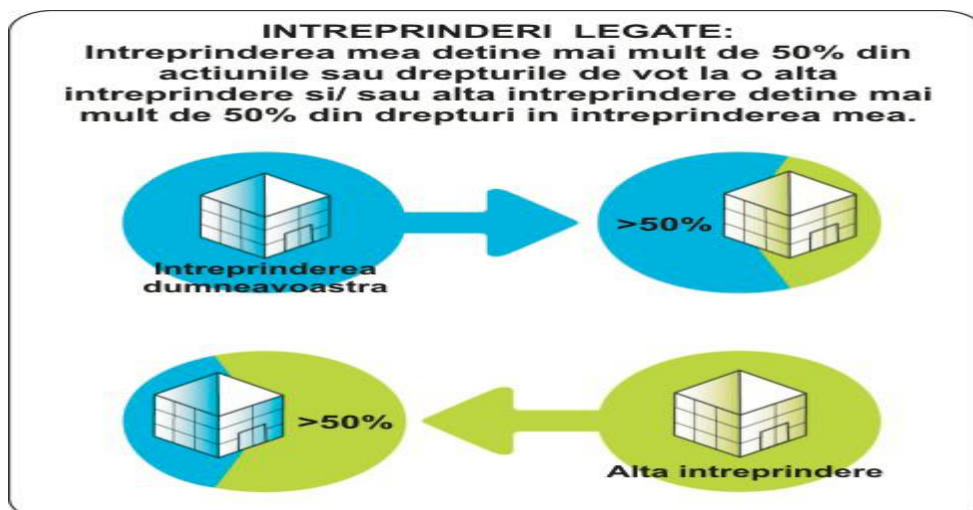 INTREPRINDERI LEGATE:
Intreprinderea mea detine mai mult de 50% din
actiunile sau drepturile de vot la o alta
intreprindere si/ sau alta intreprindere detine mai
mult de 50% din drepturi in intreprinderea mea.
>50%
Intreprinderea
dumneavoastra
>50%
Alta intreprindere